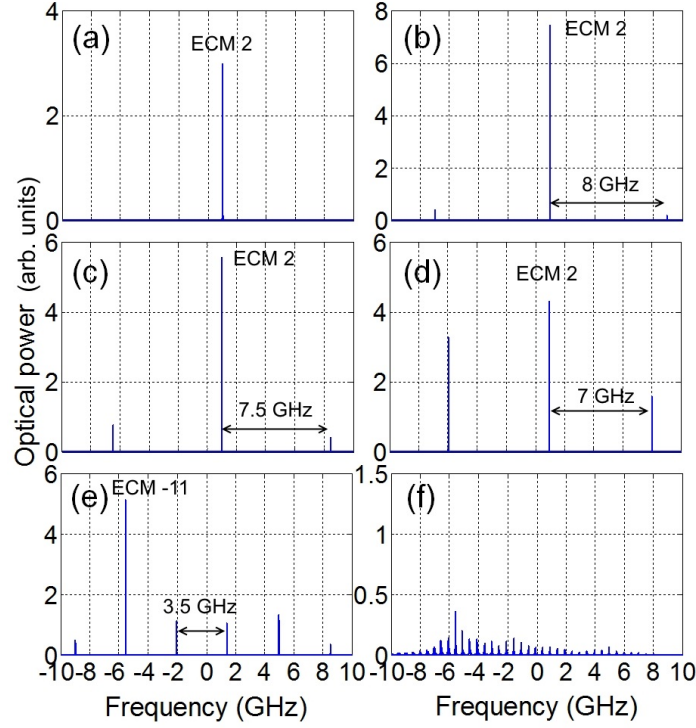 (a)
ECM 2
4
2
0
(b)
ECM 2
8 GHz
8
6
4
2
0
Optical power (arb. units)
(c)
ECM 2
7.5 GHz
6
4
2
0
(d)
ECM 2
7 GHz
6
4
2
0
(e)
ECM -11
3.5 GHz
6
4
2
0
-10 -8 -6 -4 -2 0 2 4 6 8 10
Frequency (GHz)
(f)
1.5
1
0.5
0
-10 -8 -6 -4 -2 0 2 4 6 8 10
Frequency (GHz)